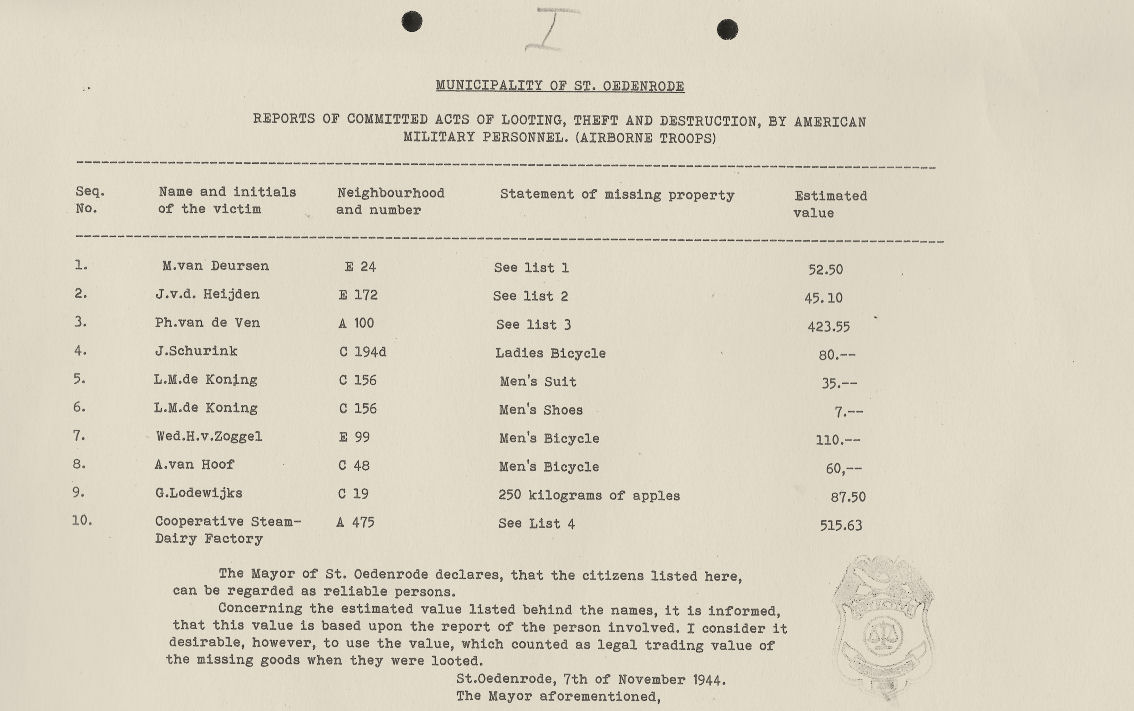 I
MUNICIPALITY OF ST. OEDENRODE
REPORTS OF COMMITTED ACTS OF LOOTING, THEFT AND DESTRUCTION, BY AMERICAN
MILITARY PERSONNEL. (AIRBORNE TROOPS)
Seq. No. Name and initials of the victim Neighbourhood and number Statement of missing property Estimated value
1. M.van Deursen E 24 See list 1 52.50
2. J.v.d. Heijden E 172 See list 2 45.10
3. Ph.van de Ven A 100 See list 3 423.55
4. J.Schurink C 194d Ladies Bicycle 80.--
5. L.M.de Koning C 156 Men's Suit 35.--
6. L.M.de Koning C 156 Men's Shoes 7.--
7. Wed.H.v.Zoggel E 99 Men's Bicycle 110.--
8. A.van Hoof C 48 Men's Bicycle 60,--
9. G.Lodewijks C 19 250 kilograms of apples 87.50
10. Cooperative Steam- A 475 See List 4 515.63
Dairy Factory
The Mayor of St. Oedenrode declares, that the citizens listed here,
can be regarded as reliable persons.
Concerning the estimated value listed behind the names, it is informed,
that this value is based upon the report of the person involved. I consider it
desirable, however, to use the value, which counted as legal trading value of
the missing goods when they were looted.
St.Oedenrode, 7th of November 1944.
The Mayor aforementioned,